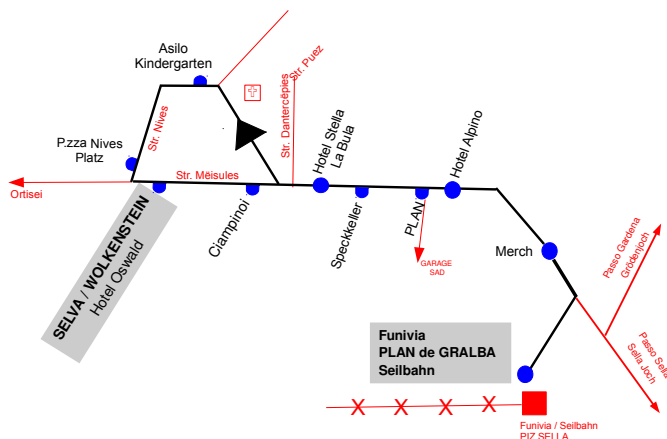 Asilo
Kindergarten
Str. Puez
Str. Nives
Str. Dantercëpies
Hotel Stella
La Bula
Hotel Alpino
P.zza Nives
Platz
Str. Mëisules
Ortisei
SELVA / WOLKENSTEIN
Hotel Oswald
Ciampinoi
Speckkeller
PLAN
GARAGE
SAD
Merch
Passo Gardena
Grödenjoch
Passo Sella
Sella Joch
Funivia
PLAN de GRALBA
Seilbahn
X X X X
Funivia / Seilbahn
PIZ SELLA